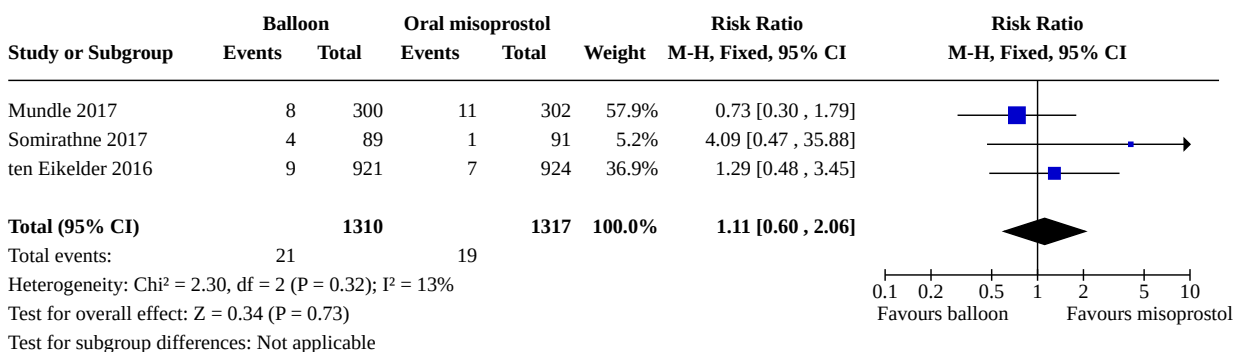 Balloon Oral misoprostol Risk Ratio Risk Ratio
Study or Subgroup Events Total Events Total Weight M-H, Fixed, 95% CI M-H, Fixed, 95% CI
Mundle 2017 8 300 11 302 57.9% 0.73 [0.30 , 1.79]
Somirathne 2017 4 89 1 91 5.2% 4.09 [0.47 , 35.88]
ten Eikelder 2016 9 921 7 924 36.9% 1.29 [0.48 , 3.45]
Total (95% CI) 1310 1317 100.0% 1.11 [0.60 , 2.06]
Total events: 21 19
Heterogeneity: Chi² = 2.30, df = 2 (P = 0.32); I² = 13%
0.1 0.2 0.5 1 2 5 10
Test for overall effect: Z = 0.34 (P = 0.73) Favours balloon Favours misoprostol
Test for subgroup differences: Not applicable